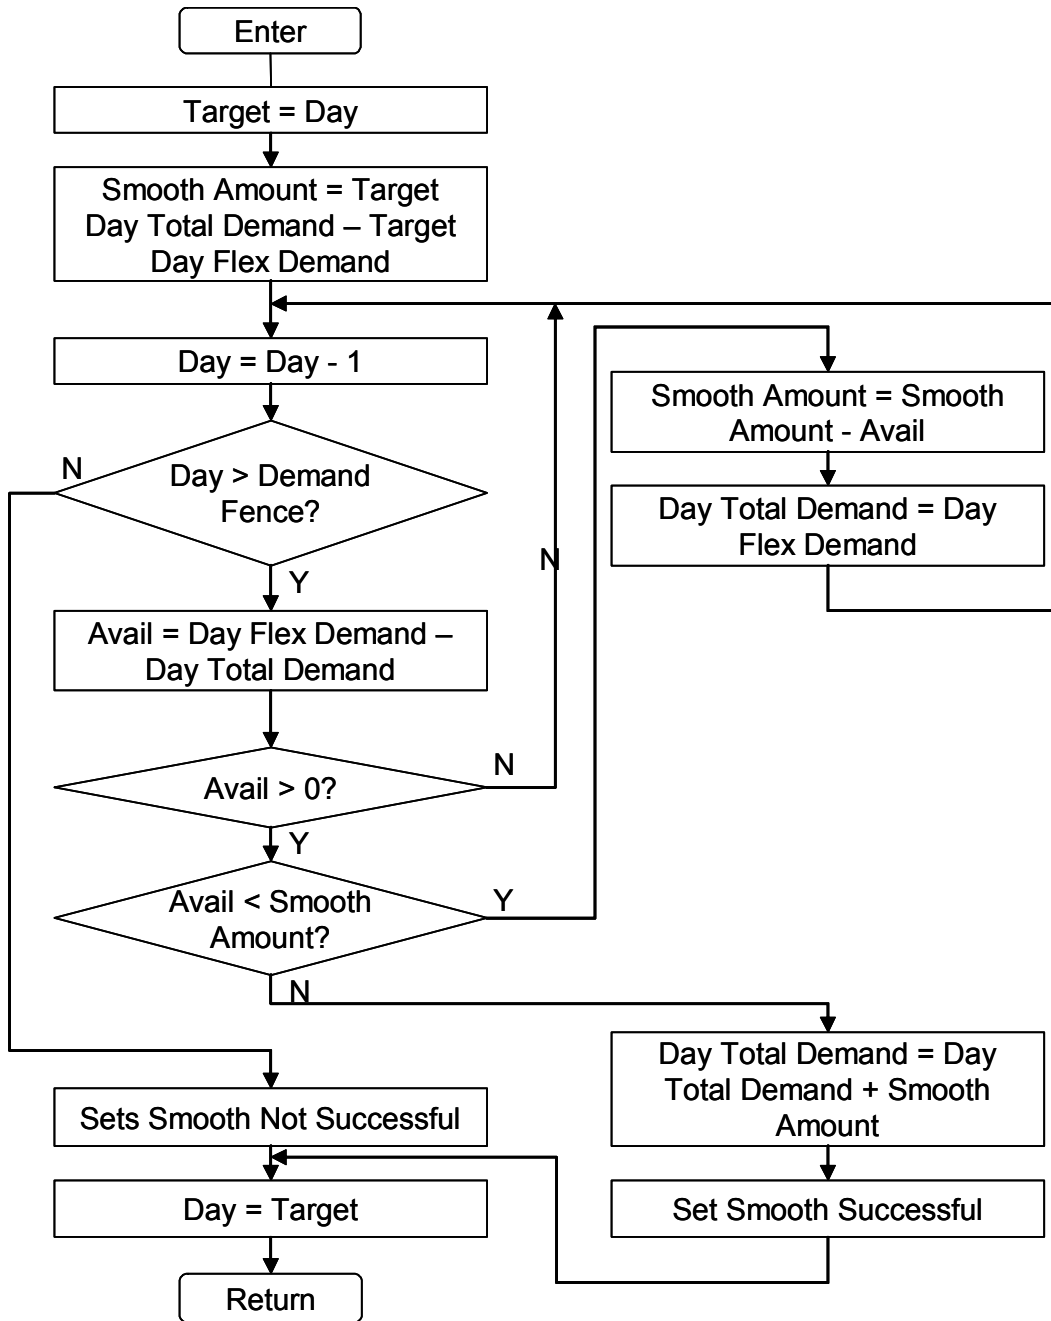 Enter
Target = Day
Smooth Amount = Target
Day Total Demand – Target
Day Flex Demand
Day = Day - 1
Day > Demand
Fence?
N
Y
Avail = Day Flex Demand –
Day Total Demand
Avail > 0?
N
N
Y
Avail < Smooth
Amount?
Y
N
Smooth Amount = Smooth
Amount - Avail
Day Total Demand = Day
Flex Demand
Day Total Demand = Day
Total Demand + Smooth
Amount
Set Smooth Successful
Sets Smooth Not Successful
Day = Target
Return